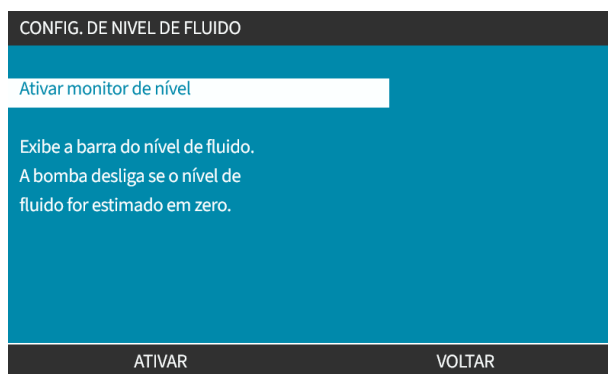 CONFIG. DE NIVEL DE FLUIDO
Ativar monitor de nível
Exibe a barra do nível de fluido.
A bomba desliga se o nível de
fluido for estimado em zero.
ATIVAR VOLTAR